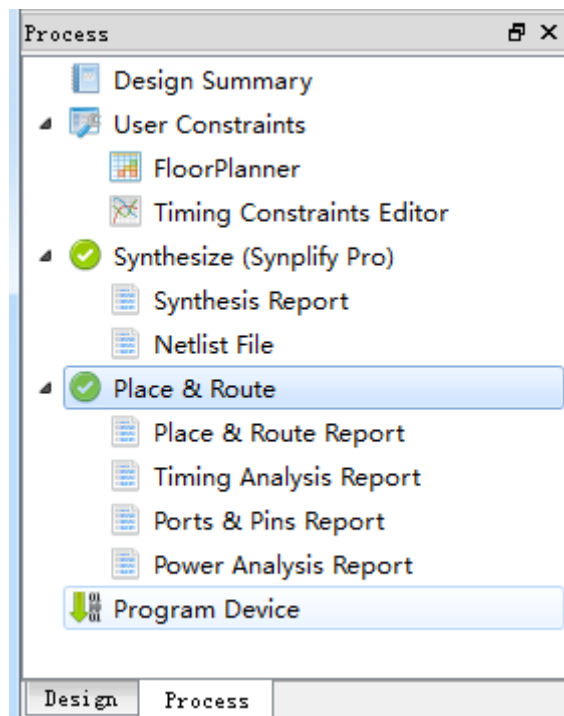 Process
Design Summary
User Constraints
FloorPlanner
Timing Constraints Editor
Synthesize (Synplify Pro)
Synthesis Report
Netlist File
Place & Route
Place & Route Report
Timing Analysis Report
Ports & Pins Report
Power Analysis Report
Program Device
Design Process